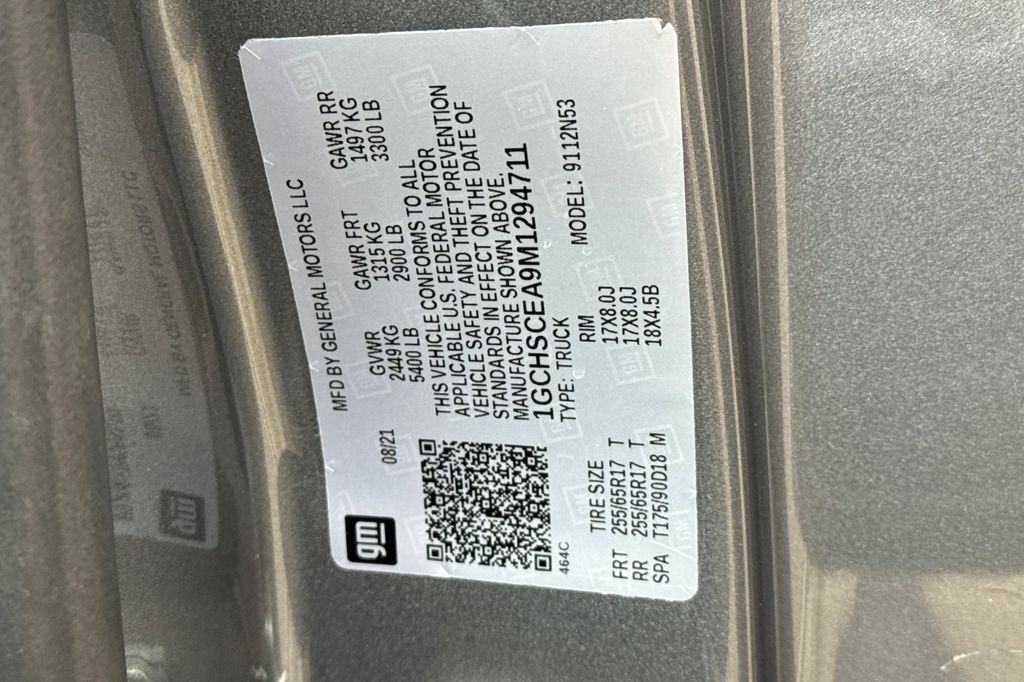 gm
MFD BY GENERAL MOTORS LLC
08/21
GVWR GAWR FRT GAWR RR
2449 KG 1315 KG 1497 KG
5400 LB 2900 LB 3300 LB
THIS VEHICLE CONFORMS TO ALL
APPLICABLE U.S. FEDERAL MOTOR
VEHICLE SAFETY AND THEFT PREVENTION
STANDARDS IN EFFECT ON THE DATE OF
MANUFACTURE SHOWN ABOVE.
1GCHSCEA9M1294711
464C
TYPE: TRUCK MODEL: 9112N53
TIRE SIZE RIM
FRT 255/65R17 T 17X8.0J
RR 255/65R17 T 17X8.0J
SPA T175/90D18 M 18X4.5B